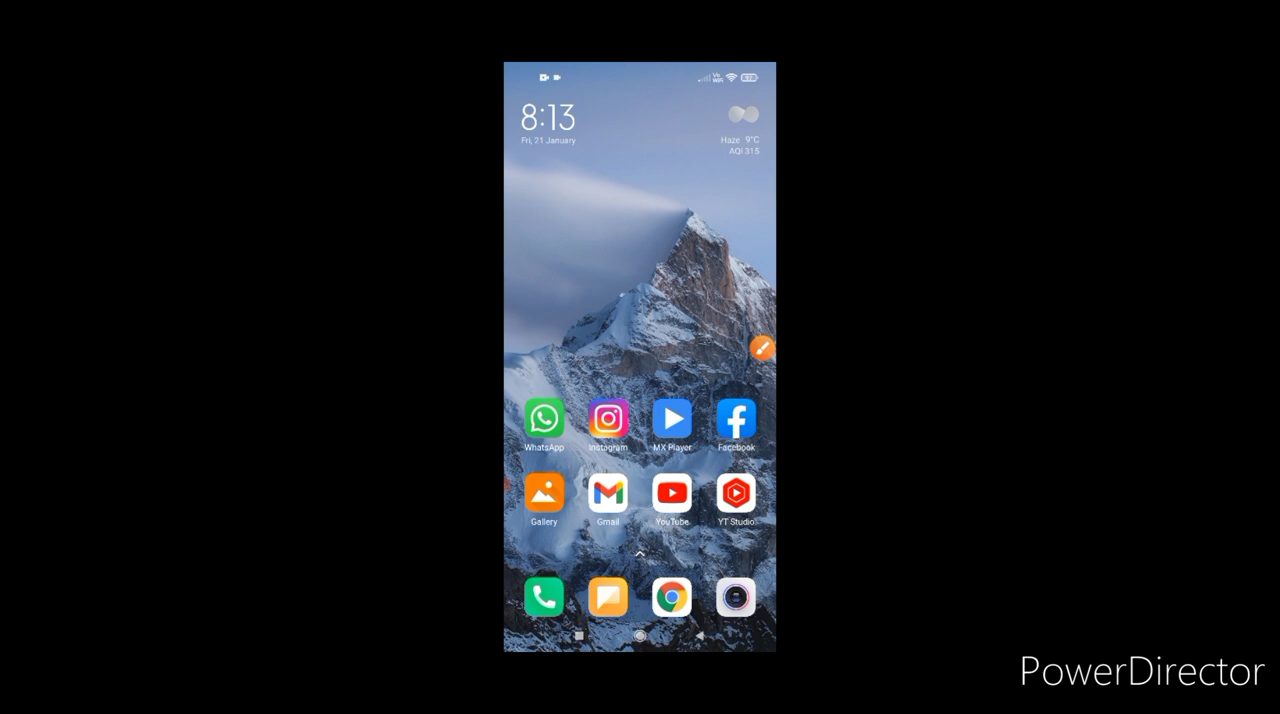 8:13
Fri, 21 January
Haze 9°C
AQI 315
WhatsApp
Instagram
MX Player
Facebook
Gallery
Gmail
YouTube
YT Studio
PowerDirector